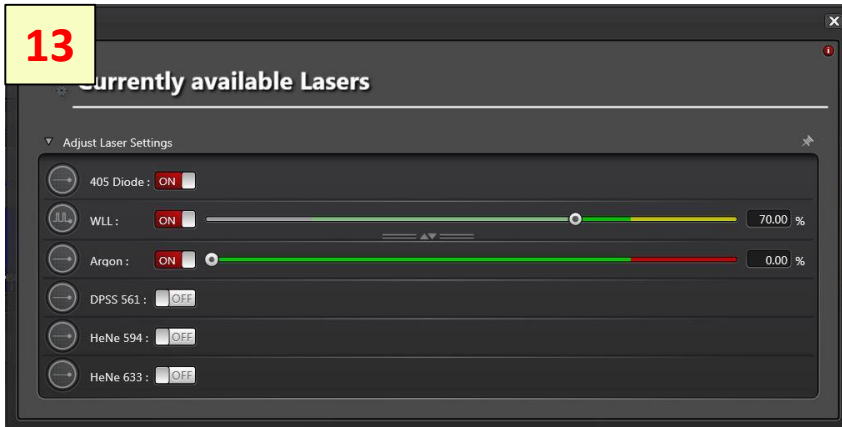 13
Currently available Lasers
Adjust Laser Settings
405 Diode : ON
WLL : ON 70.00 %
Argon : ON 0.00 %
DPSS 561 : OFF
HeNe 594 : OFF
HeNe 633 : OFF